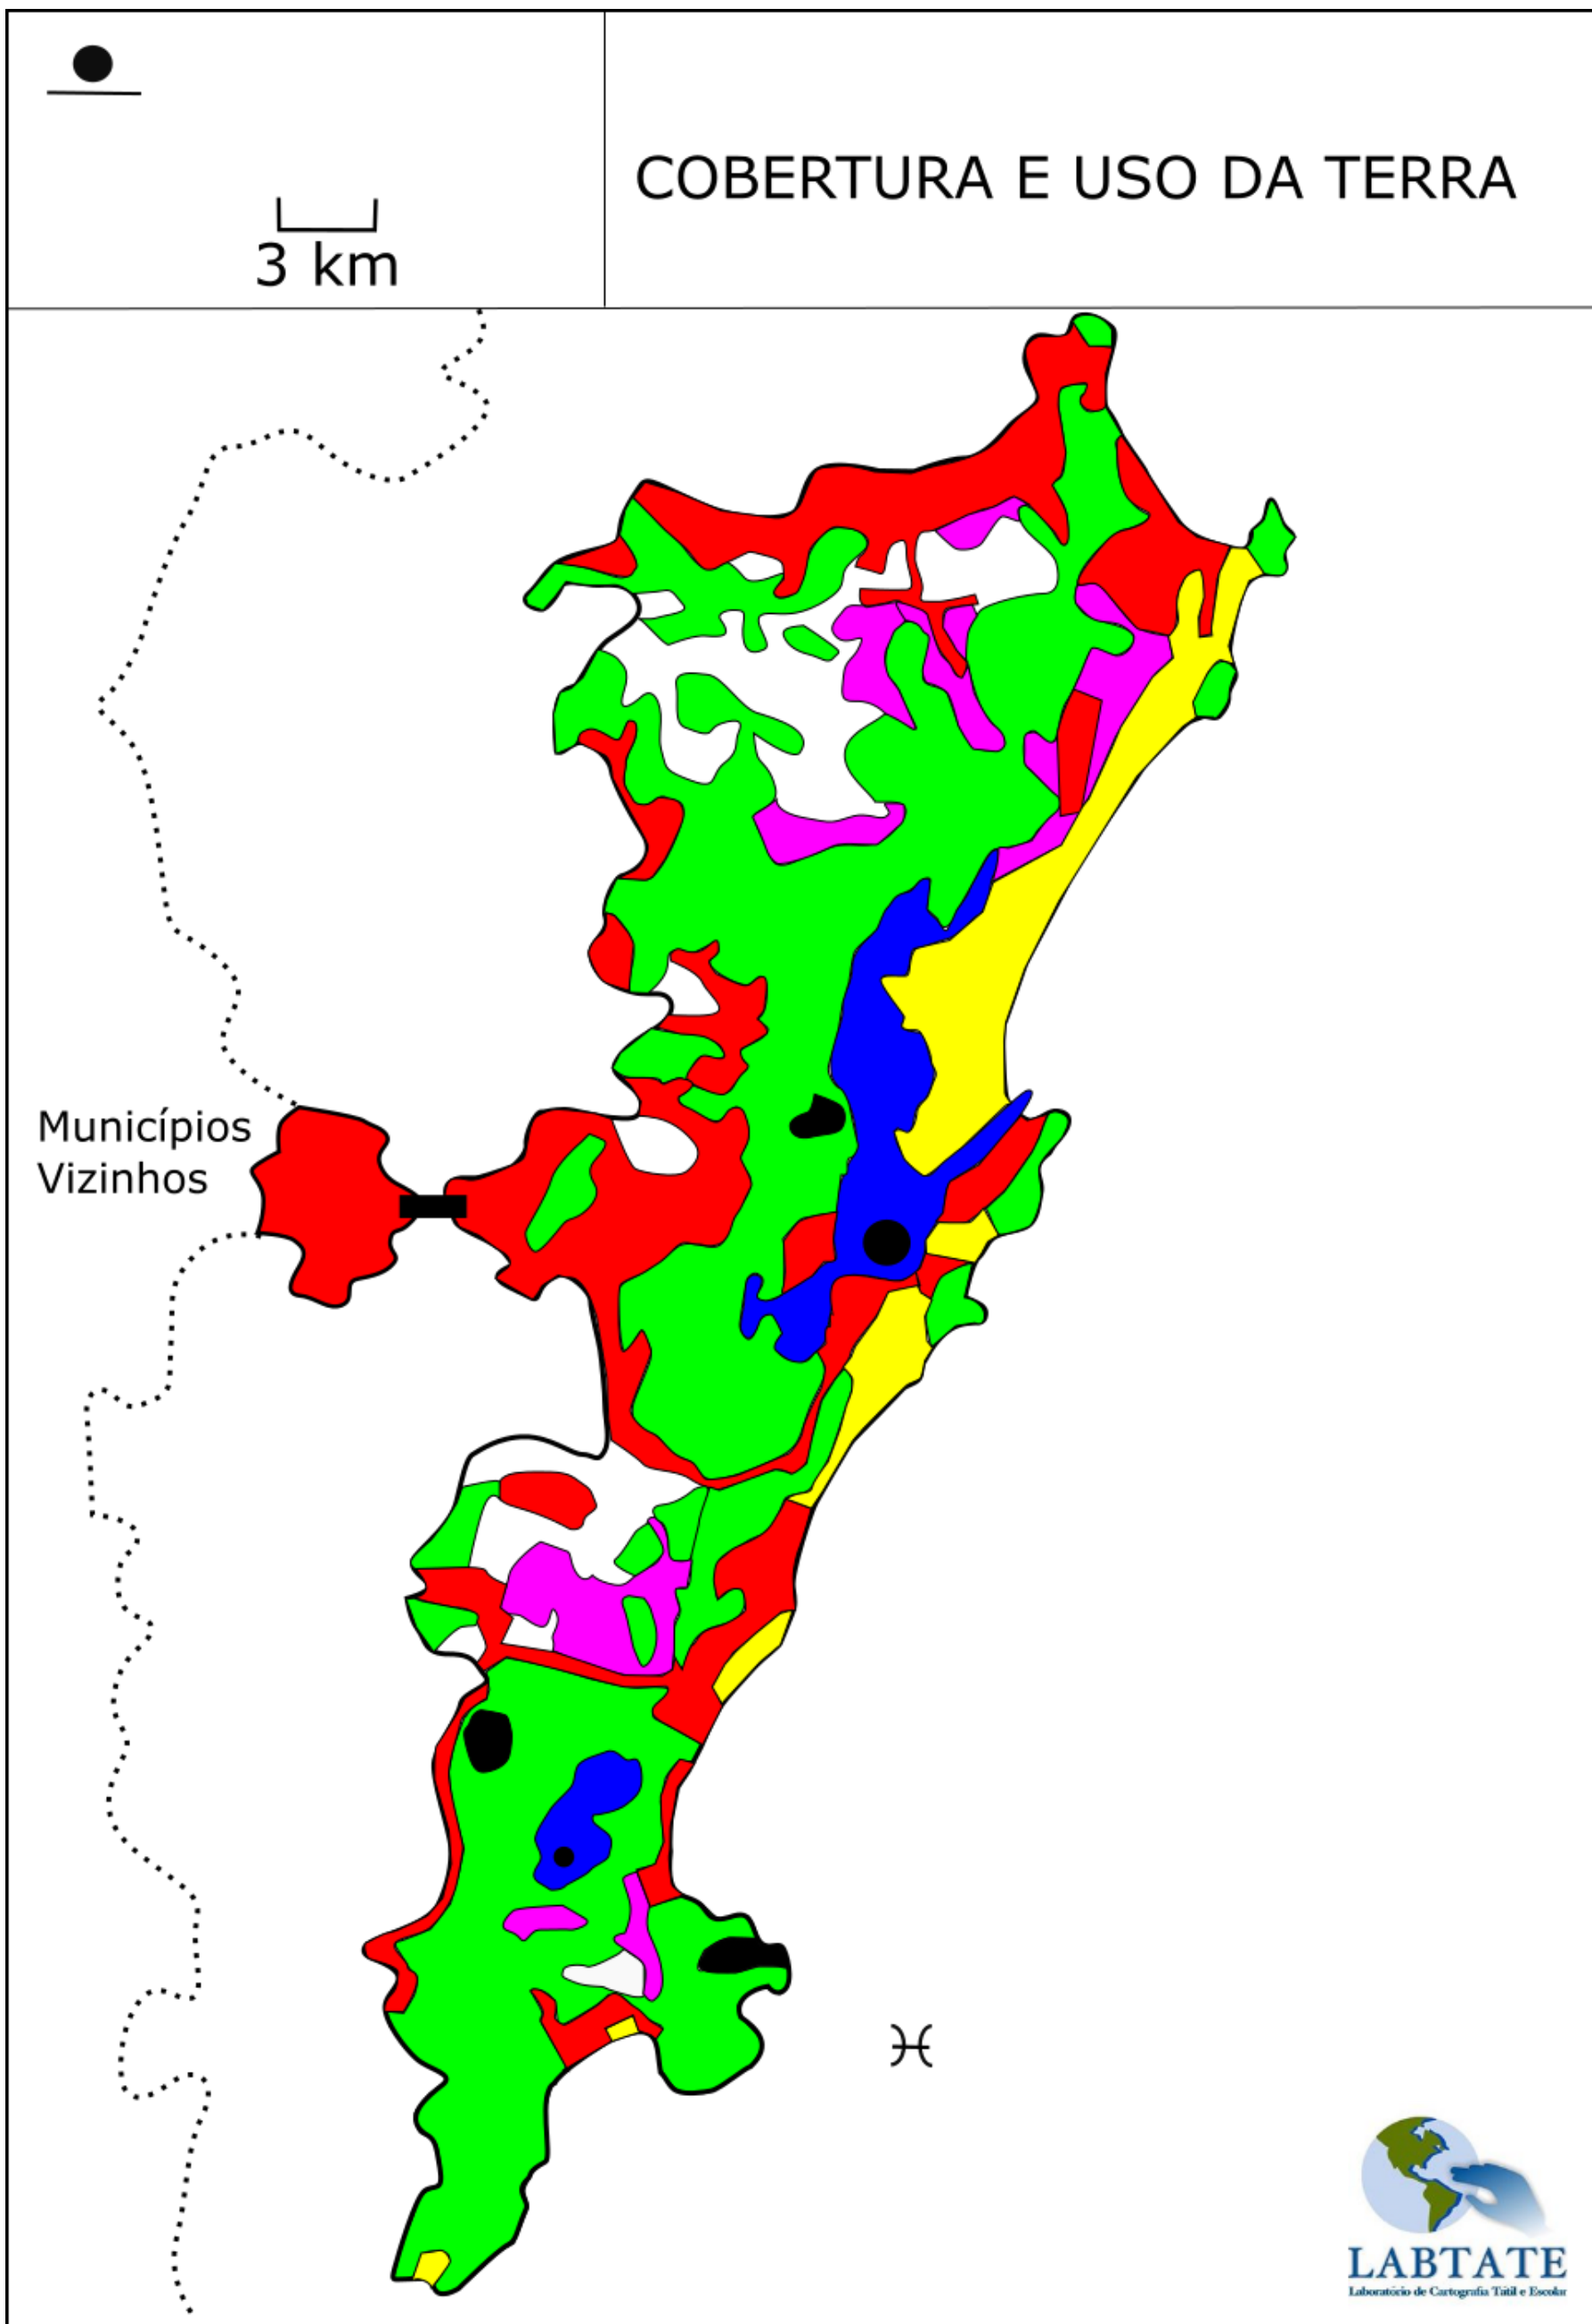 3 km
COBERTURA E USO DA TERRA
Municípios
Vizinhos
LABTATE
Laboratório de Cartografia Tátil e Escolar